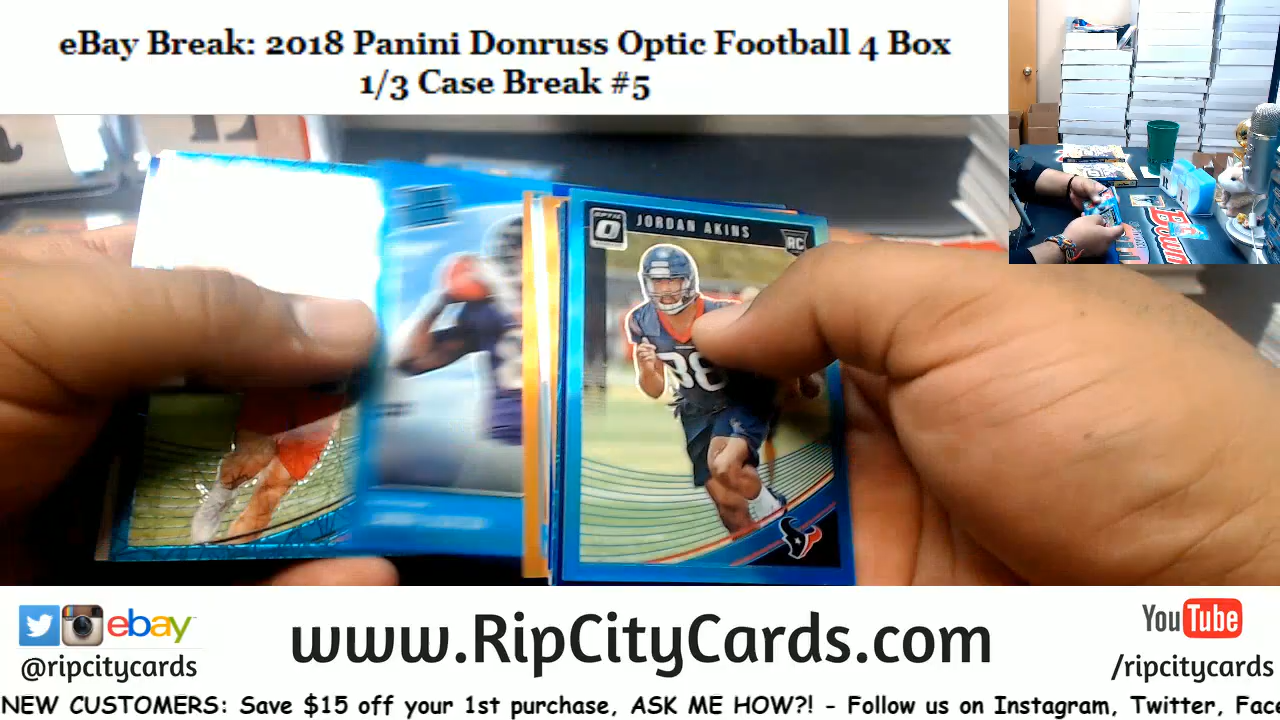 eBay Break: 2018 Panini Donruss Optic Football 4 Box
1/3 Case Break #5
OPTIC
JORDAN AKINS
RC
ebay
@ripcitycards
www.RipCityCards.com
YouTube
/ripcitycards
NEW CUSTOMERS: Save $15 off your 1st purchase, ASK ME HOW?! - Follow us on Instagram, Twitter, Face